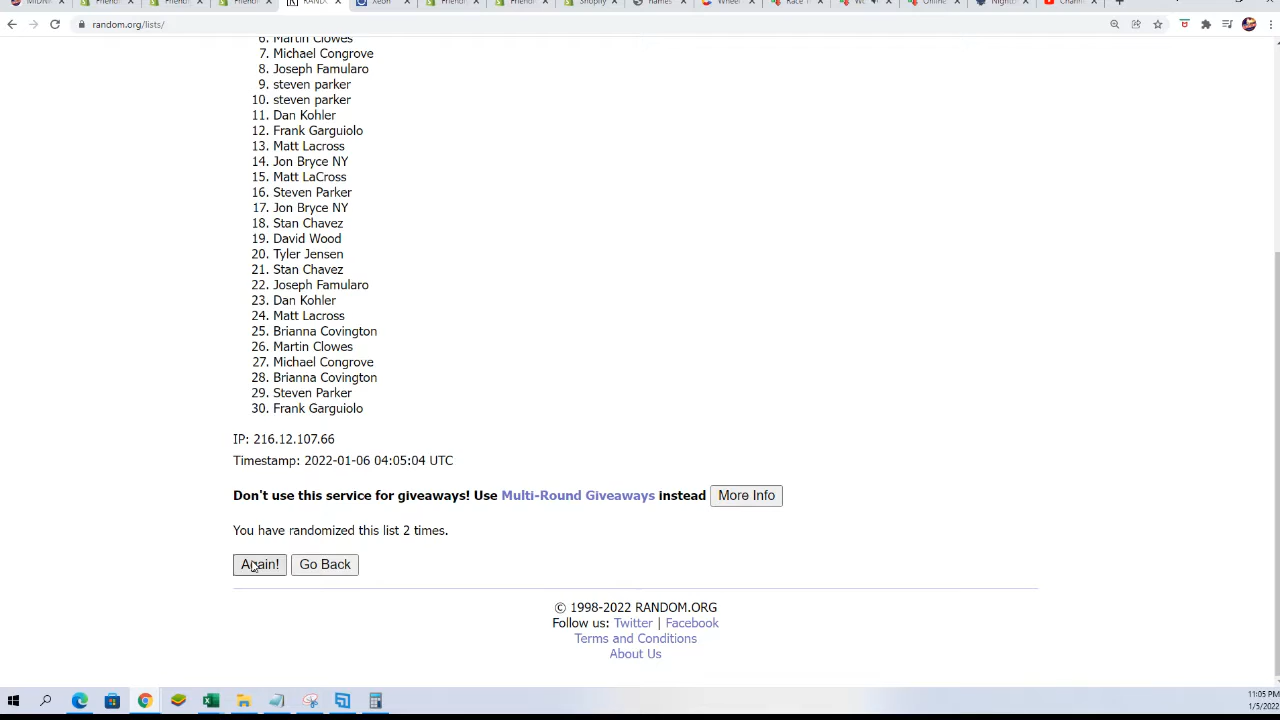 random.org/lists/
6. Martin Clowes
7. Michael Congrove
8. Joseph Famularo
9. steven parker
10. steven parker
11. Dan Kohler
12. Frank Garguiolo
13. Matt Lacross
14. Jon Bryce NY
15. Matt LaCross
16. Steven Parker
17. Jon Bryce NY
18. Stan Chavez
19. David Wood
20. Tyler Jensen
21. Stan Chavez
22. Joseph Famularo
23. Dan Kohler
24. Matt Lacross
25. Brianna Covington
26. Martin Clowes
27. Michael Congrove
28. Brianna Covington
29. Steven Parker
30. Frank Garguiolo
IP: 216.12.107.66
Timestamp: 2022-01-06 04:05:04 UTC
Don't use this service for giveaways! Use Multi-Round Giveaways instead More Info
You have randomized this list 2 times.
Again! Go Back
© 1998-2022 RANDOM.ORG
Follow us: Twitter | Facebook
Terms and Conditions
About Us
11:05 PM
1/5/2022